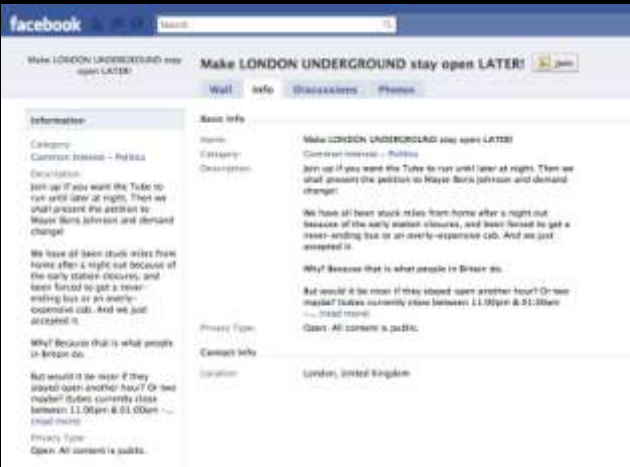 facebook
Search
Make LONDON UNDERGROUND stay
open LATER!
Make LONDON UNDERGROUND stay open LATER!
Join
Wall Info Discussions Photos
Information
Category:
Common Interest - Politics
Description:
Join up if you want the Tube to
run until later at night. Then we
shall present the petition to
Mayor Boris Johnson and demand
change!
We have all been stuck miles from
home after a night out because of
the early station closures, and
been forced to get a never-
ending bus or an overly-
expensive cab. And we just
accepted it.
Why? Because that is what people
in Britain do.
But would it be nicer if they
stayed open another hour? Or two
maybe? (tubes currently close
between 11.00pm & 01.00am -...
(read more)
Privacy Type:
Open: All content is public.
Basic Info
Name: Make LONDON UNDERGROUND stay open LATER!
Category: Common Interest - Politics
Description: Join up if you want the Tube to run until later at night. Then we
shall present the petition to Mayor Boris Johnson and demand
change!
We have all been stuck miles from home after a night out
because of the early station closures, and been forced to get a
never-ending bus or an overly-expensive cab. And we just
accepted it.
Why? Because that is what people in Britain do.
But would it be nicer if they stayed open another hour? Or two
maybe? (tubes currently close between 11.00pm & 01.00am
-... (read more)
Privacy Type: Open: All content is public.
Contact Info
Location: London, United Kingdom